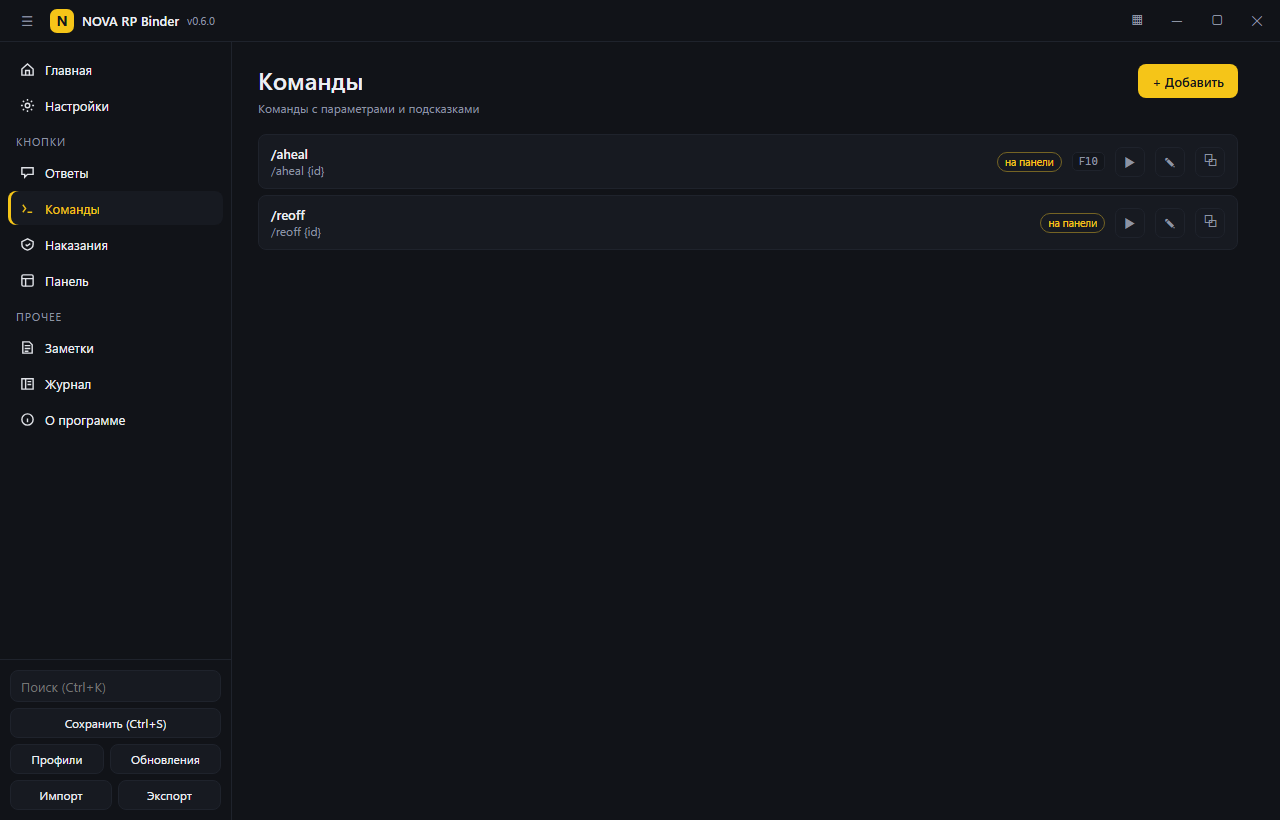 N NOVA RP Binder v0.6.0
Главная
Настройки
КНОПКИ
Ответы
Команды
Наказания
Панель
ПРОЧЕЕ
Заметки
Журнал
О программе
Поиск (Ctrl+K)
Сохранить (Ctrl+S)
Профили Обновления
Импорт Экспорт
Команды
Команды с параметрами и подсказками
+ Добавить
/aheal
/aheal {id}
на панели F10
/reoff
/reoff {id}
на панели